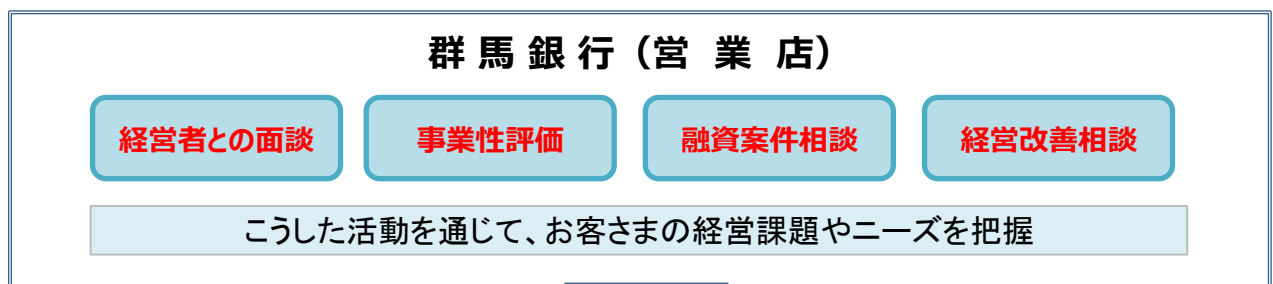 群馬銀行（営業店）
経営者との面談
事業性評価
融資案件相談
経営改善相談
こうした活動を通じて、お客さまの経営課題やニーズを把握